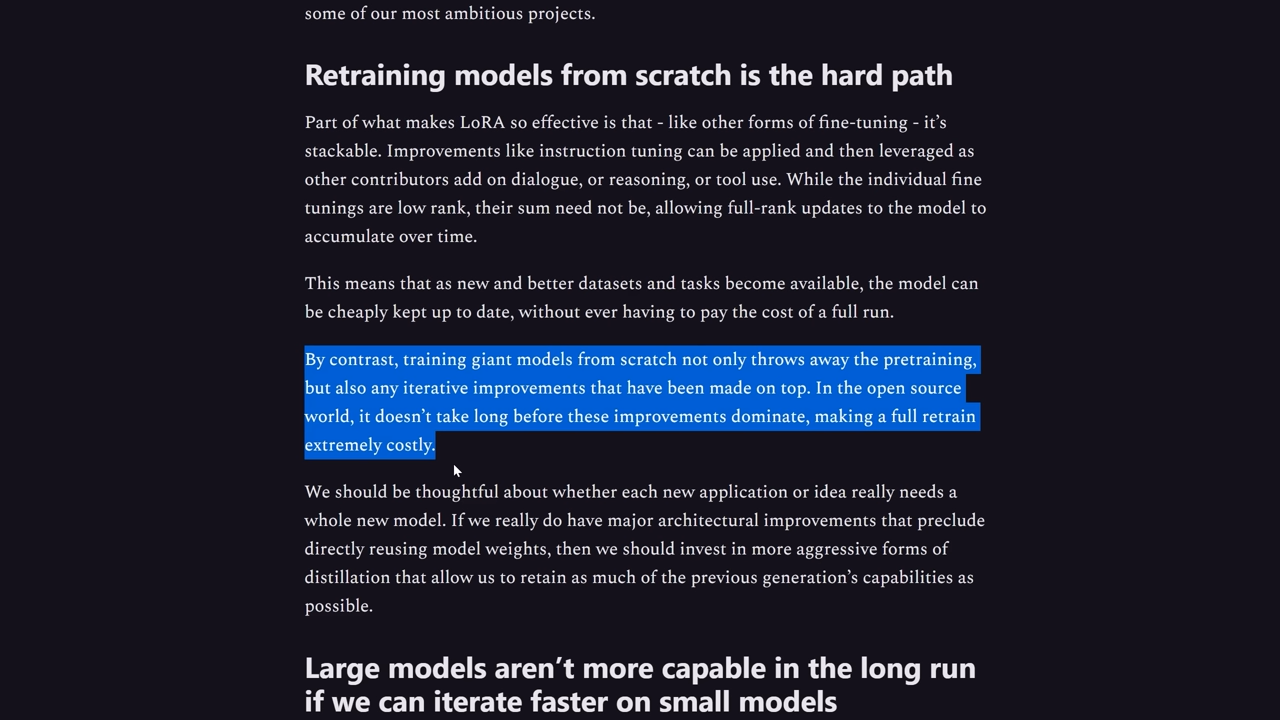 some of our most ambitious projects.
Retraining models from scratch is the hard path
Part of what makes LoRA so effective is that - like other forms of fine-tuning - it’s
stackable. Improvements like instruction tuning can be applied and then leveraged as
other contributors add on dialogue, or reasoning, or tool use. While the individual fine
tunings are low rank, their sum need not be, allowing full-rank updates to the model to
accumulate over time.
This means that as new and better datasets and tasks become available, the model can
be cheaply kept up to date, without ever having to pay the cost of a full run.
By contrast, training giant models from scratch not only throws away the pretraining,
but also any iterative improvements that have been made on top. In the open source
world, it doesn’t take long before these improvements dominate, making a full retrain
extremely costly.
We should be thoughtful about whether each new application or idea really needs a
whole new model. If we really do have major architectural improvements that preclude
directly reusing model weights, then we should invest in more aggressive forms of
distillation that allow us to retain as much of the previous generation’s capabilities as
possible.
Large models aren’t more capable in the long run
if we can iterate faster on small models